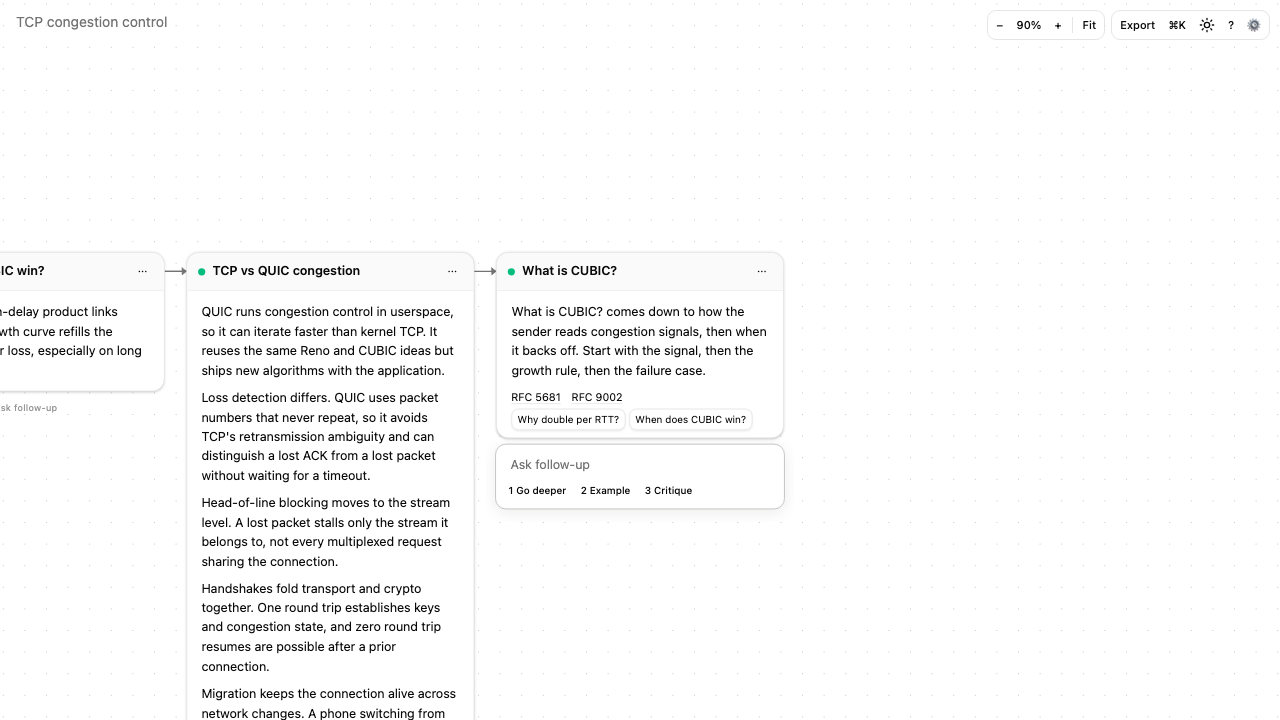 TCP congestion control
− 90% + Fit
Export ⌘K ?
IC win? ...
n-delay product links
wth curve refills the
r loss, especially on long
sk follow-up
TCP vs QUIC congestion ...
QUIC runs congestion control in userspace,
so it can iterate faster than kernel TCP. It
reuses the same Reno and CUBIC ideas but
ships new algorithms with the application.
Loss detection differs. QUIC uses packet
numbers that never repeat, so it avoids
TCP's retransmission ambiguity and can
distinguish a lost ACK from a lost packet
without waiting for a timeout.
Head-of-line blocking moves to the stream
level. A lost packet stalls only the stream it
belongs to, not every multiplexed request
sharing the connection.
Handshakes fold transport and crypto
together. One round trip establishes keys
and congestion state, and zero round trip
resumes are possible after a prior
connection.
Migration keeps the connection alive across
network changes. A phone switching from
What is CUBIC? ...
What is CUBIC? comes down to how the
sender reads congestion signals, then when
it backs off. Start with the signal, then the
growth rule, then the failure case.
RFC 5681 RFC 9002
Why double per RTT? When does CUBIC win?
Ask follow-up
1 Go deeper 2 Example 3 Critique